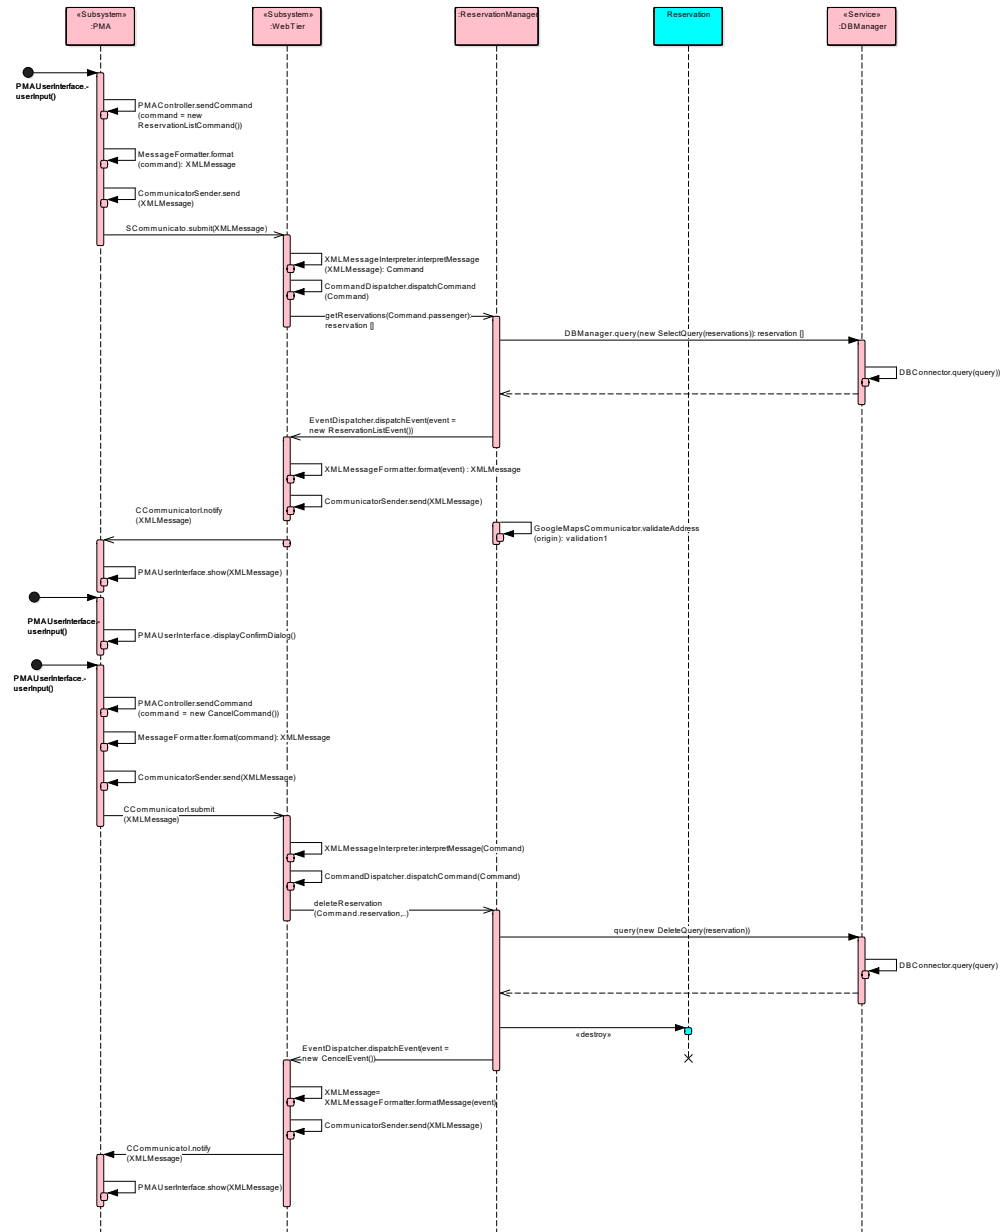 «Subsystem»
:PMA
«Subsystem»
:WebTier
:ReservationManager
Reservation
«Service»
:DBManager
PMAUserInterface.-
userInput()
PMAController.sendCommand
(command = new
ReservationListCommand())
MessageFormatter.format
(command): XMLMessage
CommunicatorSender.send
(XMLMessage)
SCommunicato.submit(XMLMessage)
XMLMessageInterpreter.interpretMessage
(XMLMessage): Command
CommandDispatcher.dispatchCommand
(Command)
getReservations(Command.passenger):
reservation []
DBManager.query(new SelectQuery(reservations)): reservation []
DBConnector.query(query))
EventDispatcher.dispatchEvent(event =
new ReservationListEvent())
XMLMessageFormatter.format(event) : XMLMessage
CommunicatorSender.send(XMLMessage)
CCommunicatorI.notify
(XMLMessage)
GoogleMapsCommunicator.validateAddress
(origin): validation1
PMAUserInterface.show(XMLMessage)
PMAUserInterface.-
userInput()
PMAUserInterface.-displayConfirmDialog()
PMAUserInterface.-
userInput()
PMAController.sendCommand
(command = new CancelCommand())
MessageFormatter.format(command): XMLMessage
CommunicatorSender.send(XMLMessage)
CCommunicatorI.submit
(XMLMessage)
XMLMessageInterpreter.interpretMessage(Command)
CommandDispatcher.dispatchCommand(Command)
deleteReservation
(Command.reservation,..)
query(new DeleteQuery(reservation))
DBConnector.query(query)
«destroy»
EventDispatcher.dispatchEvent(event =
new CancelEvent())
XMLMessage=
XMLMessageFormatter.formatMessage(event)
CommunicatorSender.send(XMLMessage)
CCommunicatoI.notify
(XMLMessage)
PMAUserInterface.show(XMLMessage)